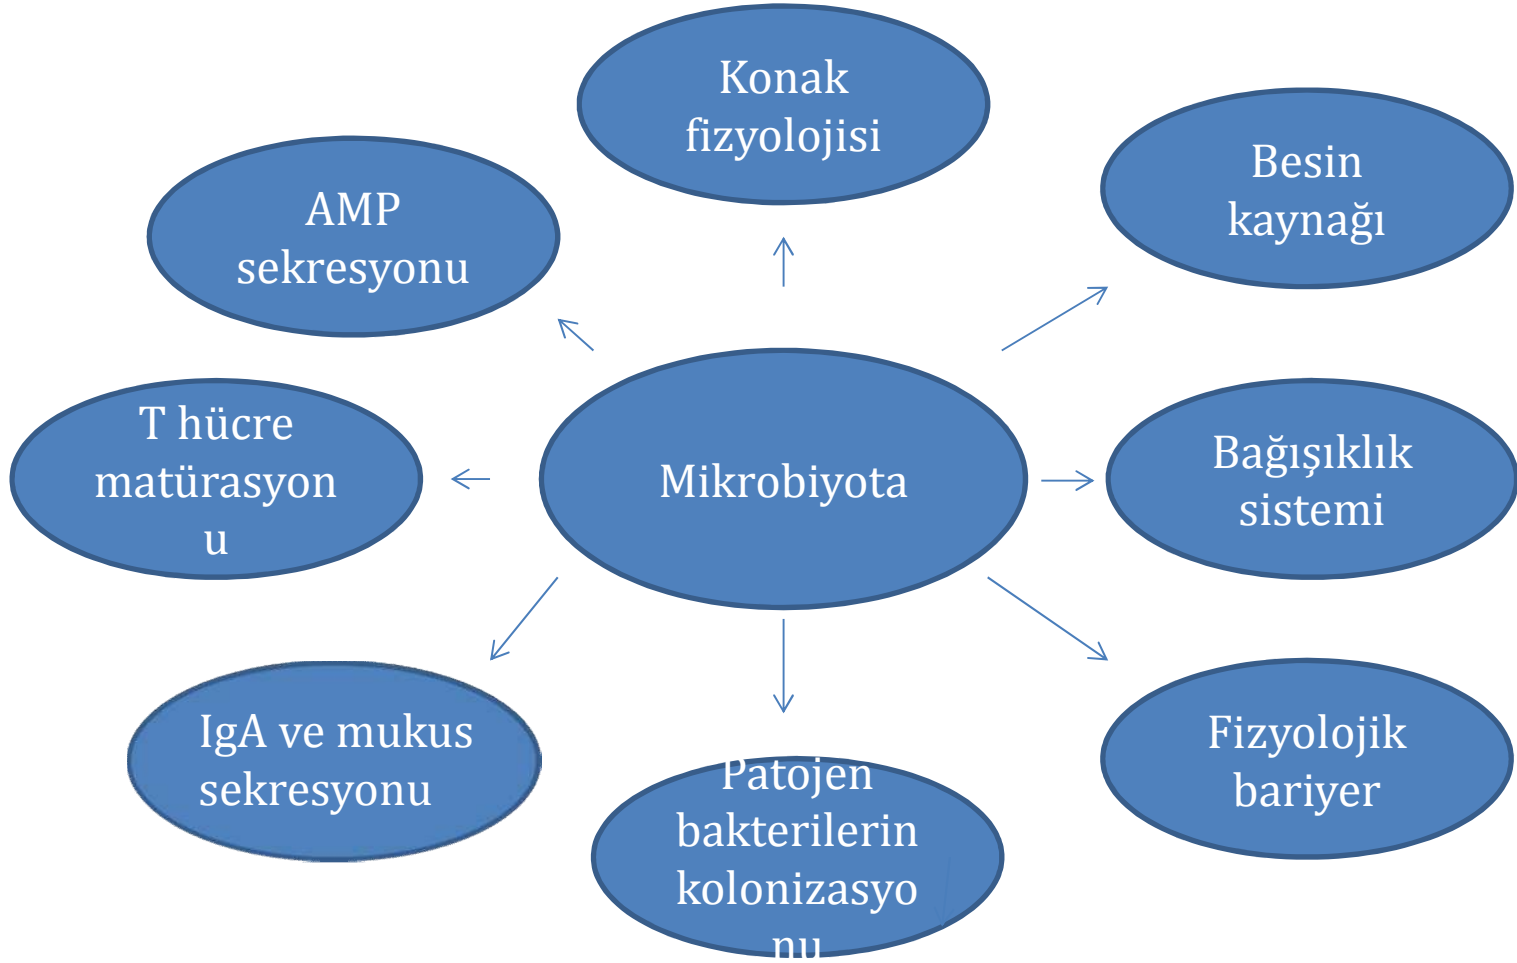 Konak
fizyolojisi
Besin
kaynağı
AMP
sekresyonu
T hücre
matürasyon
u
Mikrobiyota
Bağışıklık
sistemi
IgA ve mukus
sekresyonu
Fizyolojik
bariyer
Patojen
bakterilerin
kolonizasyo
nu